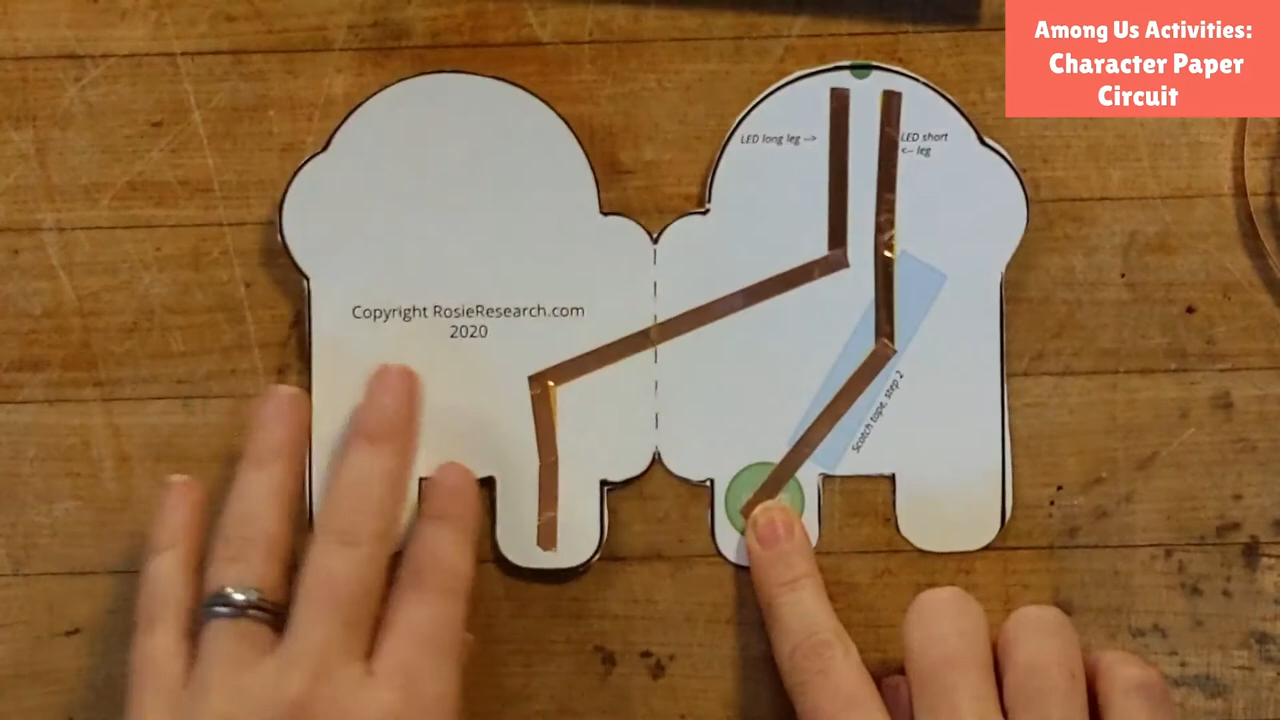 Among Us Activities:
Character Paper
Circuit
LED long leg -->
LED short
<-- leg
Copyright RosieResearch.com
2020
Scotch tape, step 2